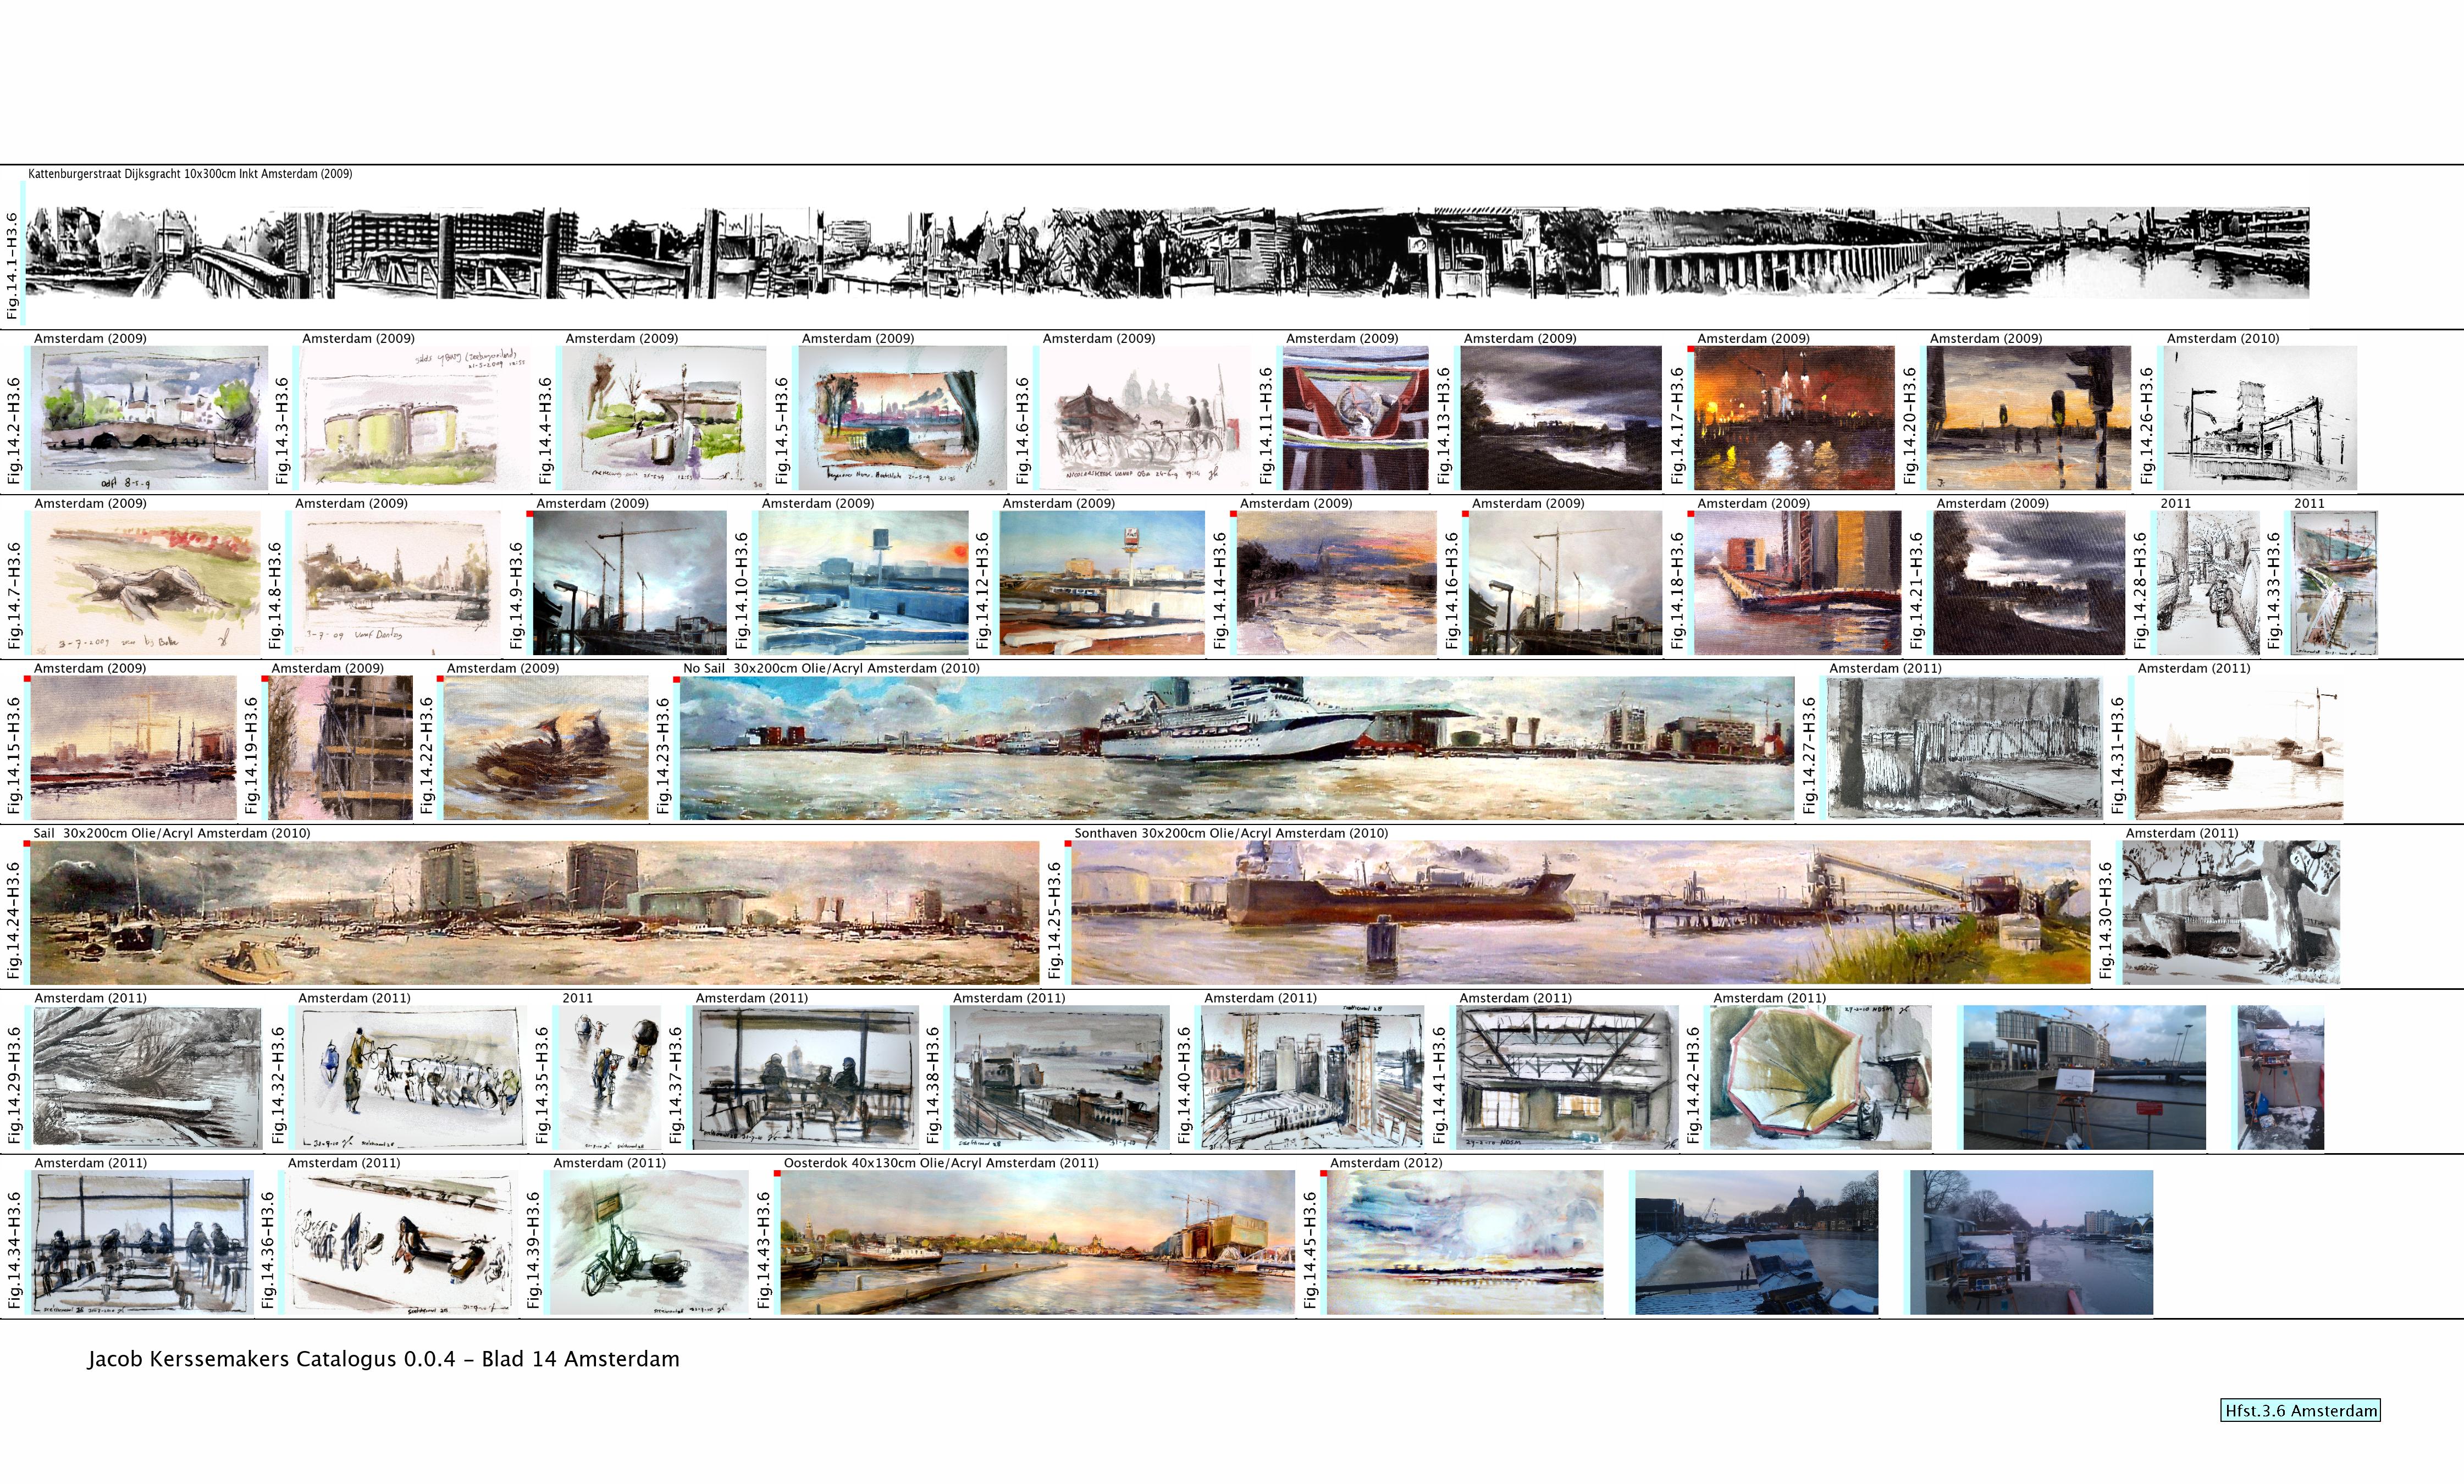 Kattenburgerstraat Dijksgracht 10x300cm Inkt Amsterdam (2009)
Fig.14.1-H3.6
Amsterdam (2009)
Fig.14.2-H3.6
Amsterdam (2009)
Fig.14.3-H3.6
21-5-2009
Amsterdam (2009)
Fig.14.4-H3.6
Amsterdam (2009)
Fig.14.5-H3.6
Amsterdam (2009)
Fig.14.6-H3.6
Amsterdam (2009)
Fig.14.11-H3.6
Amsterdam (2009)
Fig.14.13-H3.6
Amsterdam (2009)
Fig.14.17-H3.6
Amsterdam (2009)
Fig.14.20-H3.6
Amsterdam (2010)
Fig.14.26-H3.6
Amsterdam (2009)
Fig.14.7-H3.6
3-7-2009
Amsterdam (2009)
Fig.14.8-H3.6
Amsterdam (2009)
Fig.14.9-H3.6
Amsterdam (2009)
Fig.14.10-H3.6
Amsterdam (2009)
Fig.14.12-H3.6
Amsterdam (2009)
Fig.14.14-H3.6
Amsterdam (2009)
Fig.14.16-H3.6
Amsterdam (2009)
Fig.14.18-H3.6
Amsterdam (2009)
Fig.14.21-H3.6
2011
Fig.14.28-H3.6
2011
Fig.14.33-H3.6
Amsterdam (2009)
Fig.14.15-H3.6
Amsterdam (2009)
Fig.14.19-H3.6
Amsterdam (2009)
Fig.14.22-H3.6
No Sail 30x200cm Olie/Acryl Amsterdam (2010)
Fig.14.23-H3.6
Amsterdam (2011)
Fig.14.27-H3.6
Amsterdam (2011)
Fig.14.31-H3.6
Sail 30x200cm Olie/Acryl Amsterdam (2010)
Fig.14.24-H3.6
Sonthaven 30x200cm Olie/Acryl Amsterdam (2010)
Fig.14.25-H3.6
Amsterdam (2011)
Fig.14.30-H3.6
Amsterdam (2011)
Fig.14.29-H3.6
Amsterdam (2011)
Fig.14.32-H3.6
2011
Fig.14.35-H3.6
Amsterdam (2011)
Fig.14.37-H3.6
Amsterdam (2011)
Fig.14.38-H3.6
Amsterdam (2011)
Fig.14.40-H3.6
Amsterdam (2011)
Fig.14.41-H3.6
27-2-10 NDSM
Amsterdam (2011)
Fig.14.42-H3.6
27-2-10 NDSM
Amsterdam (2011)
Fig.14.34-H3.6
Amsterdam (2011)
Fig.14.36-H3.6
Amsterdam (2011)
Fig.14.39-H3.6
Oosterdok 40x130cm Olie/Acryl Amsterdam (2011)
Fig.14.43-H3.6
Amsterdam (2012)
Fig.14.45-H3.6
Jacob Kerssemakers Catalogus 0.0.4 - Blad 14 Amsterdam
Hfst.3.6 Amsterdam